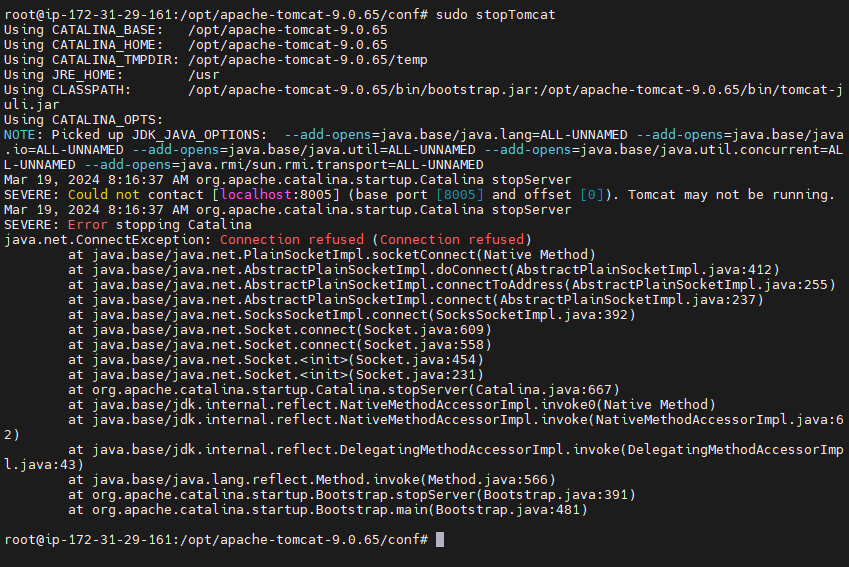 root@ip-172-31-29-161:/opt/apache-tomcat-9.0.65/conf# sudo stopTomcat
Using CATALINA_BASE:   /opt/apache-tomcat-9.0.65
Using CATALINA_HOME:   /opt/apache-tomcat-9.0.65
Using CATALINA_TMPDIR: /opt/apache-tomcat-9.0.65/temp
Using JRE_HOME:        /usr
Using CLASSPATH:       /opt/apache-tomcat-9.0.65/bin/bootstrap.jar:/opt/apache-tomcat-9.0.65/bin/tomcat-j
uli.jar
Using CATALINA_OPTS:
NOTE: Picked up JDK_JAVA_OPTIONS:  --add-opens=java.base/java.lang=ALL-UNNAMED --add-opens=java.base/java
.io=ALL-UNNAMED --add-opens=java.base/java.util=ALL-UNNAMED --add-opens=java.base/java.util.concurrent=AL
L-UNNAMED --add-opens=java.rmi/sun.rmi.transport=ALL-UNNAMED
Mar 19, 2024 8:16:37 AM org.apache.catalina.startup.Catalina stopServer
SEVERE: Could not contact [localhost:8005] (base port [8005] and offset [0]). Tomcat may not be running.
Mar 19, 2024 8:16:37 AM org.apache.catalina.startup.Catalina stopServer
SEVERE: Error stopping Catalina
java.net.ConnectException: Connection refused (Connection refused)
        at java.base/java.net.PlainSocketImpl.socketConnect(Native Method)
        at java.base/java.net.AbstractPlainSocketImpl.doConnect(AbstractPlainSocketImpl.java:412)
        at java.base/java.net.AbstractPlainSocketImpl.connectToAddress(AbstractPlainSocketImpl.java:255)
        at java.base/java.net.AbstractPlainSocketImpl.connect(AbstractPlainSocketImpl.java:237)
        at java.base/java.net.SocksSocketImpl.connect(SocksSocketImpl.java:392)
        at java.base/java.net.Socket.connect(Socket.java:609)
        at java.base/java.net.Socket.connect(Socket.java:558)
        at java.base/java.net.Socket.<init>(Socket.java:454)
        at java.base/java.net.Socket.<init>(Socket.java:231)
        at org.apache.catalina.startup.Catalina.stopServer(Catalina.java:667)
        at java.base/jdk.internal.reflect.NativeMethodAccessorImpl.invoke0(Native Method)
        at java.base/jdk.internal.reflect.NativeMethodAccessorImpl.invoke(NativeMethodAccessorImpl.java:6
2)
        at java.base/jdk.internal.reflect.DelegatingMethodAccessorImpl.invoke(DelegatingMethodAccessorImp
l.java:43)
        at java.base/java.lang.reflect.Method.invoke(Method.java:566)
        at org.apache.catalina.startup.Bootstrap.stopServer(Bootstrap.java:391)
        at org.apache.catalina.startup.Bootstrap.main(Bootstrap.java:481)
root@ip-172-31-29-161:/opt/apache-tomcat-9.0.65/conf#